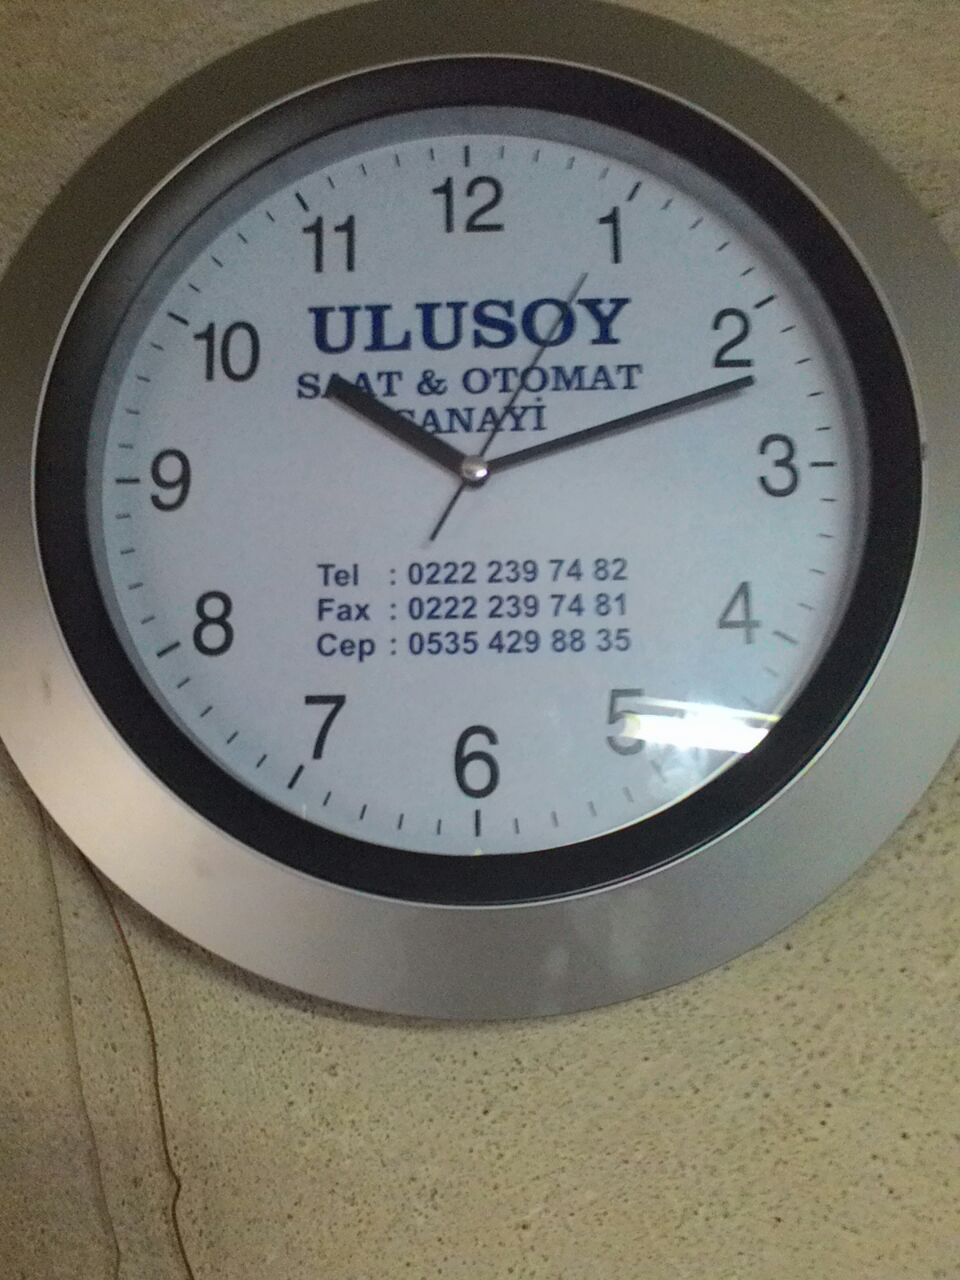 12
11
1
ULUSOY
10
2
SAAT & OTOMAT
SANAYİ
9
3
Tel : 0222 239 74 82
Fax : 0222 239 74 81
Cep : 0535 429 88 35
8
4
7
5
6